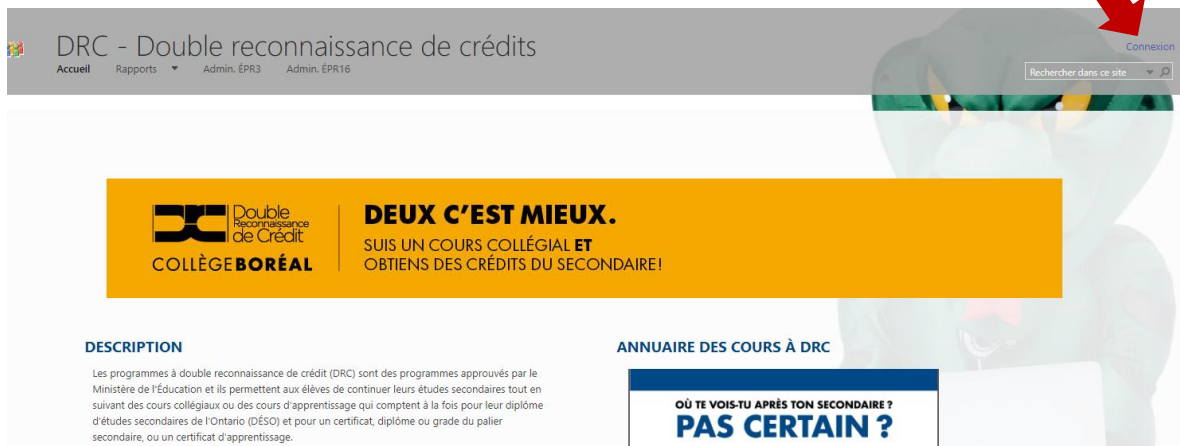 DRC - Double reconnaissance de crédits
Connexion
Accueil Rapports Admin. ÉPR3 Admin. ÉPR16
Rechercher dans ce site
Double
Reconnaissance
de Crédit
COLLÈGEBORÉAL
DEUX C'EST MIEUX.
SUIS UN COURS COLLÉGIAL ET
OBTIENS DES CRÉDITS DU SECONDAIRE!
DESCRIPTION
Les programmes à double reconnaissance de crédit (DRC) sont des programmes approuvés par le
Ministère de l'Éducation et ils permettent aux élèves de continuer leurs études secondaires tout en
suivant des cours collégiaux ou des cours d'apprentissage qui comptent à la fois pour leur diplôme
d'études secondaires de l'Ontario (DÉSO) et pour un certificat, diplôme ou grade du palier
secondaire, ou un certificat d'apprentissage.
ANNUAIRE DES COURS À DRC
OÙ TE VOIS-TU APRÈS TON SECONDAIRE ?
PAS CERTAIN ?